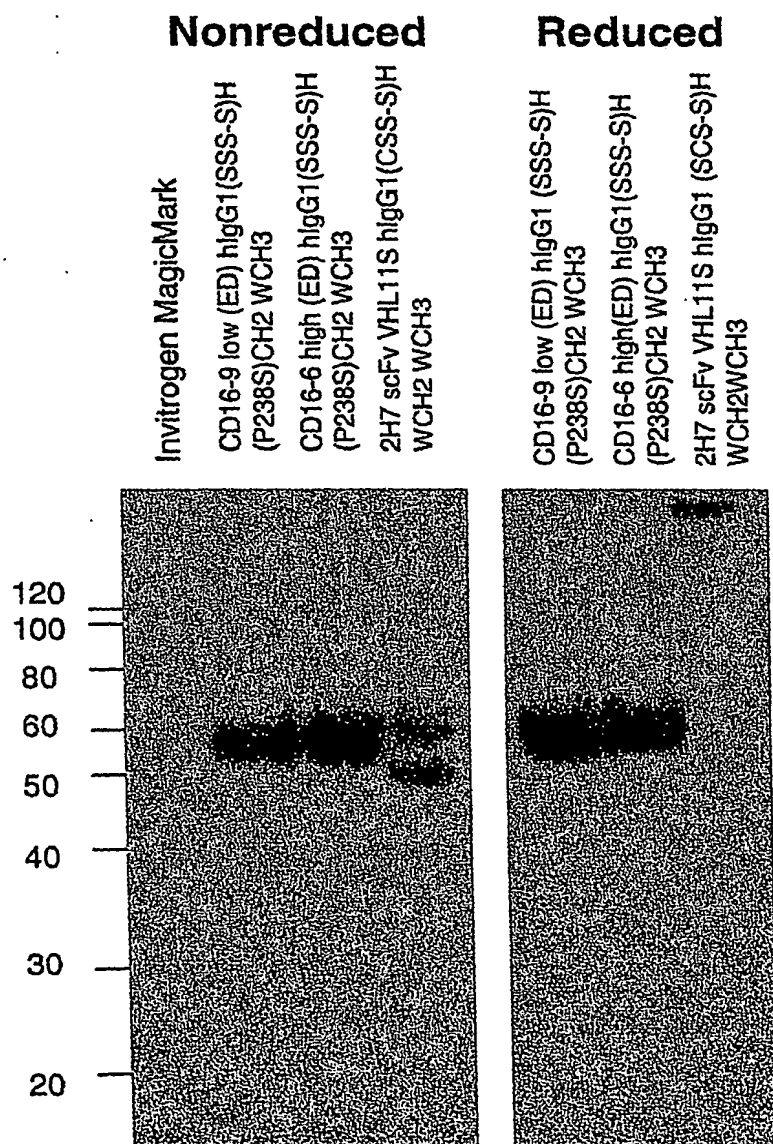 Nonreduced
Reduced
Invitrogen MagicMark
CD16-9 low (ED) hIgG1(SSS-S)H
(P238S)CH2 WCH3
CD16-6 high (ED) hIgG1(SSS-S)H
(P238S)CH2 WCH3
2H7 scFv VHL11S hIgG1(CSS-S)H
WCH2 WCH3
CD16-9 low (ED) hIgG1 (SSS-S)H
(P238S)CH2 WCH3
CD16-6 high(ED) hIgG1(SSS-S)H
(P238S)CH2 WCH3
2H7 scFv VHL11S hIgG1 (SCS-S)H
WCH2WCH3
120
100
80
60
50
40
30
20